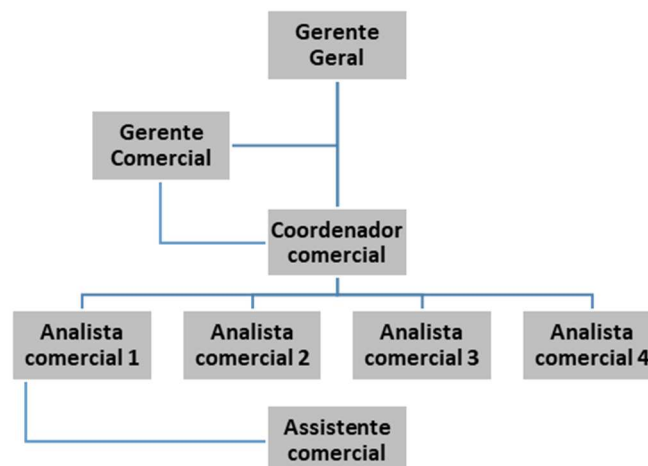 Gerente
Geral
Gerente
Comercial
Coordenador
comercial
Analista
comercial 1
Analista
comercial 2
Analista
comercial 3
Analista
comercial 4
Assistente
comercial